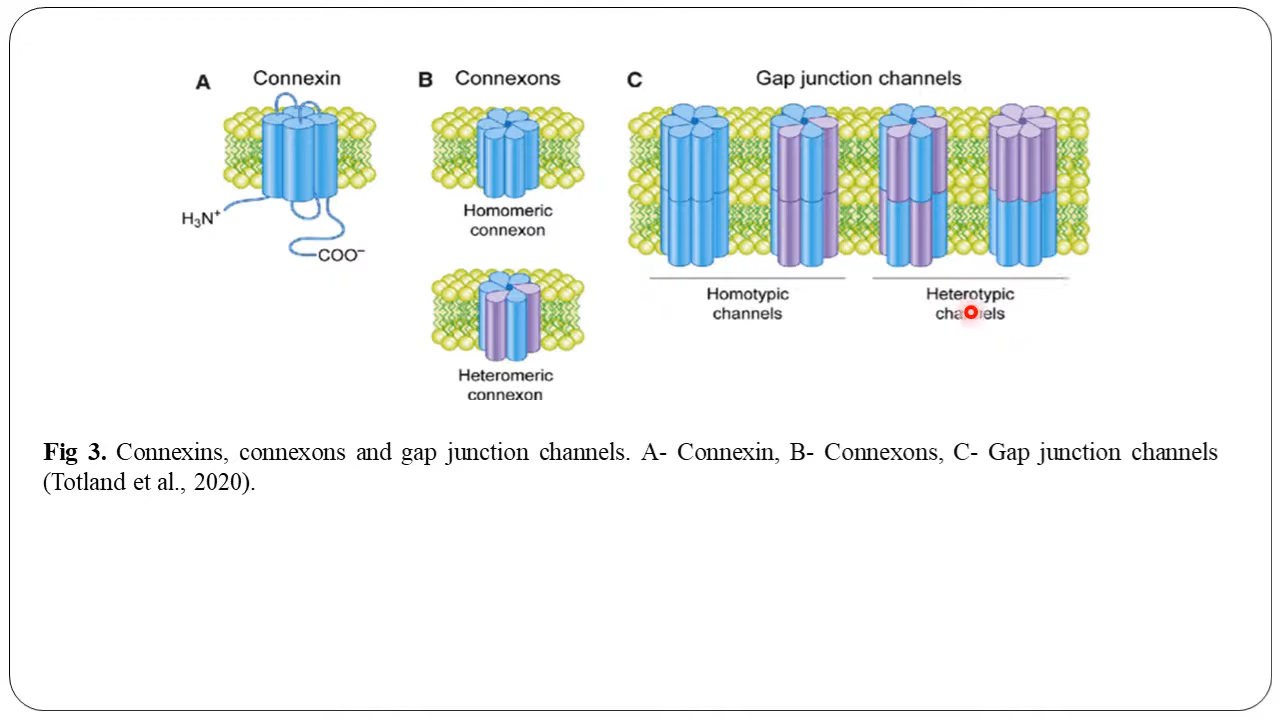 A Connexin
H₃N⁺
COO⁻
B Connexons
Homomeric
connexon
Heteromeric
connexon
C Gap junction channels
Homotypic
channels
Heterotypic
channels
Fig 3. Connexins, connexons and gap junction channels. A- Connexin, B- Connexons, C- Gap junction channels
(Totland et al., 2020).